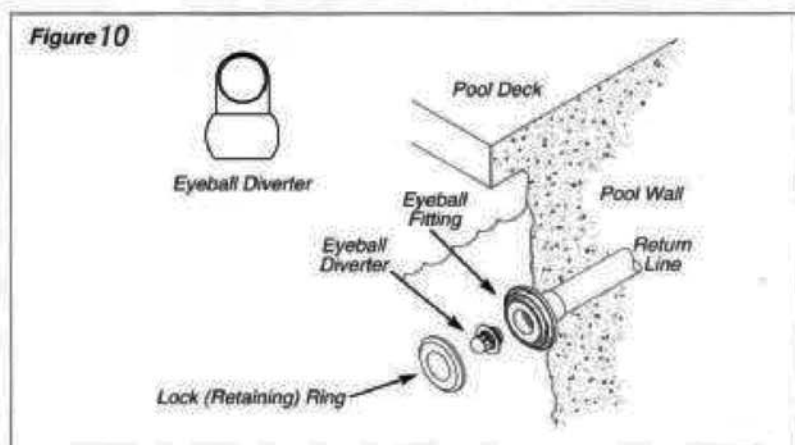 Figure 10
Pool Deck
Eyeball Diverter
Pool Wall
Eyeball
Fitting
Eyeball
Diverter
Return
Line
Lock (Retaining) Ring